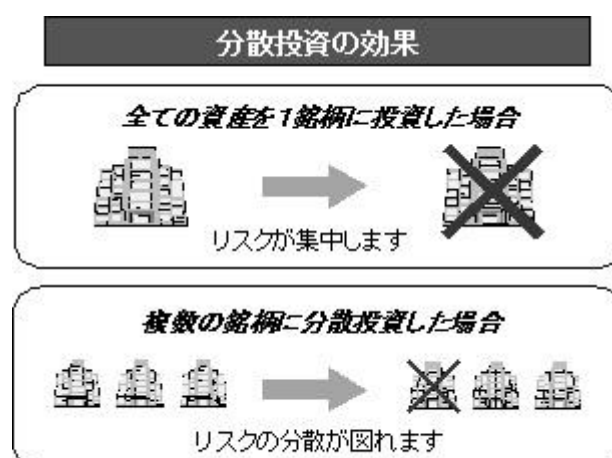 分散投資の効果
全ての資産を1銘柄に投資した場合
リスクが集中します
複数の銘柄に分散投資した場合
リスクの分散が図れます